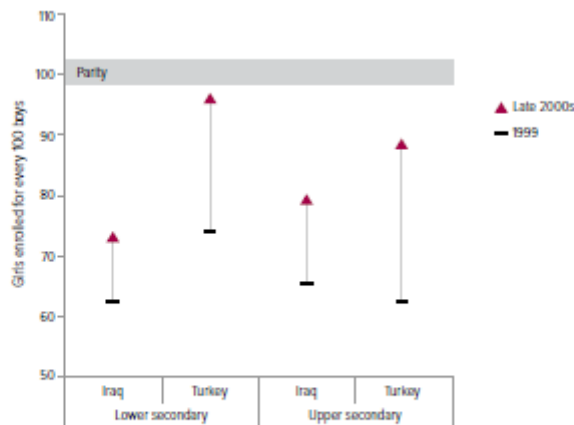 110
100
90
80
70
60
50
Girls enrolled for every 100 boys
Parity
Late 2000s
1999
Iraq Turkey Iraq Turkey
Lower secondary Upper secondary